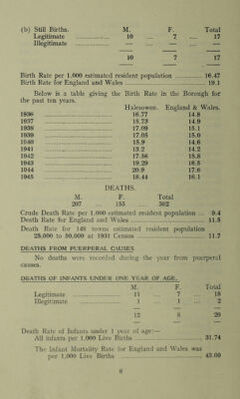 (b) Still Births. M. F. Total
Legitimate 10 7 17
Illegitimate — — —
10 7 17
Birth Rate per 1,000 estimated resident population 16.47
Birth Rate for England and Wales 19.1
Below is a table giving the Birth Rate in the Borough for
the past ten years.
Halesowen. England & Wales.
1936 16.77 14.8
1937 15.73 14.9
1938 17.09 15.1
1939 17.05 15.0
1940 15.9 14.6
1941 13.2 14.2
1942 17.56 15.8
1943 19.29 16.5
1944 20.9 17.6
1945 18.44 16.1
DEATHS.
M. F. Total
207 155 302
Crude Death Rate per 1,000 estimated resident population 9.4
Death Rate for England and Wales 11.5
Death Rate for 148 towns estimated resident population
25,000 to 50,000 at 1931 Census 11.7
DEATHS FROM PUERPERAL CAUSES
No deaths were recorded during the year from puerperal
causes.
DEATHS OF INFANTS UNDER ONE YEAR OF AGE.
M. F. Total
Legitimate 11 7 18
Illegitimate 1 1 2
12 8 20
Death Rate of Infants under 1 year of age:—
All infants per 1,000 Live Births 31.74
The Infant Mortality Rate for England and Wales was
per 1,000 Live Births 43.00